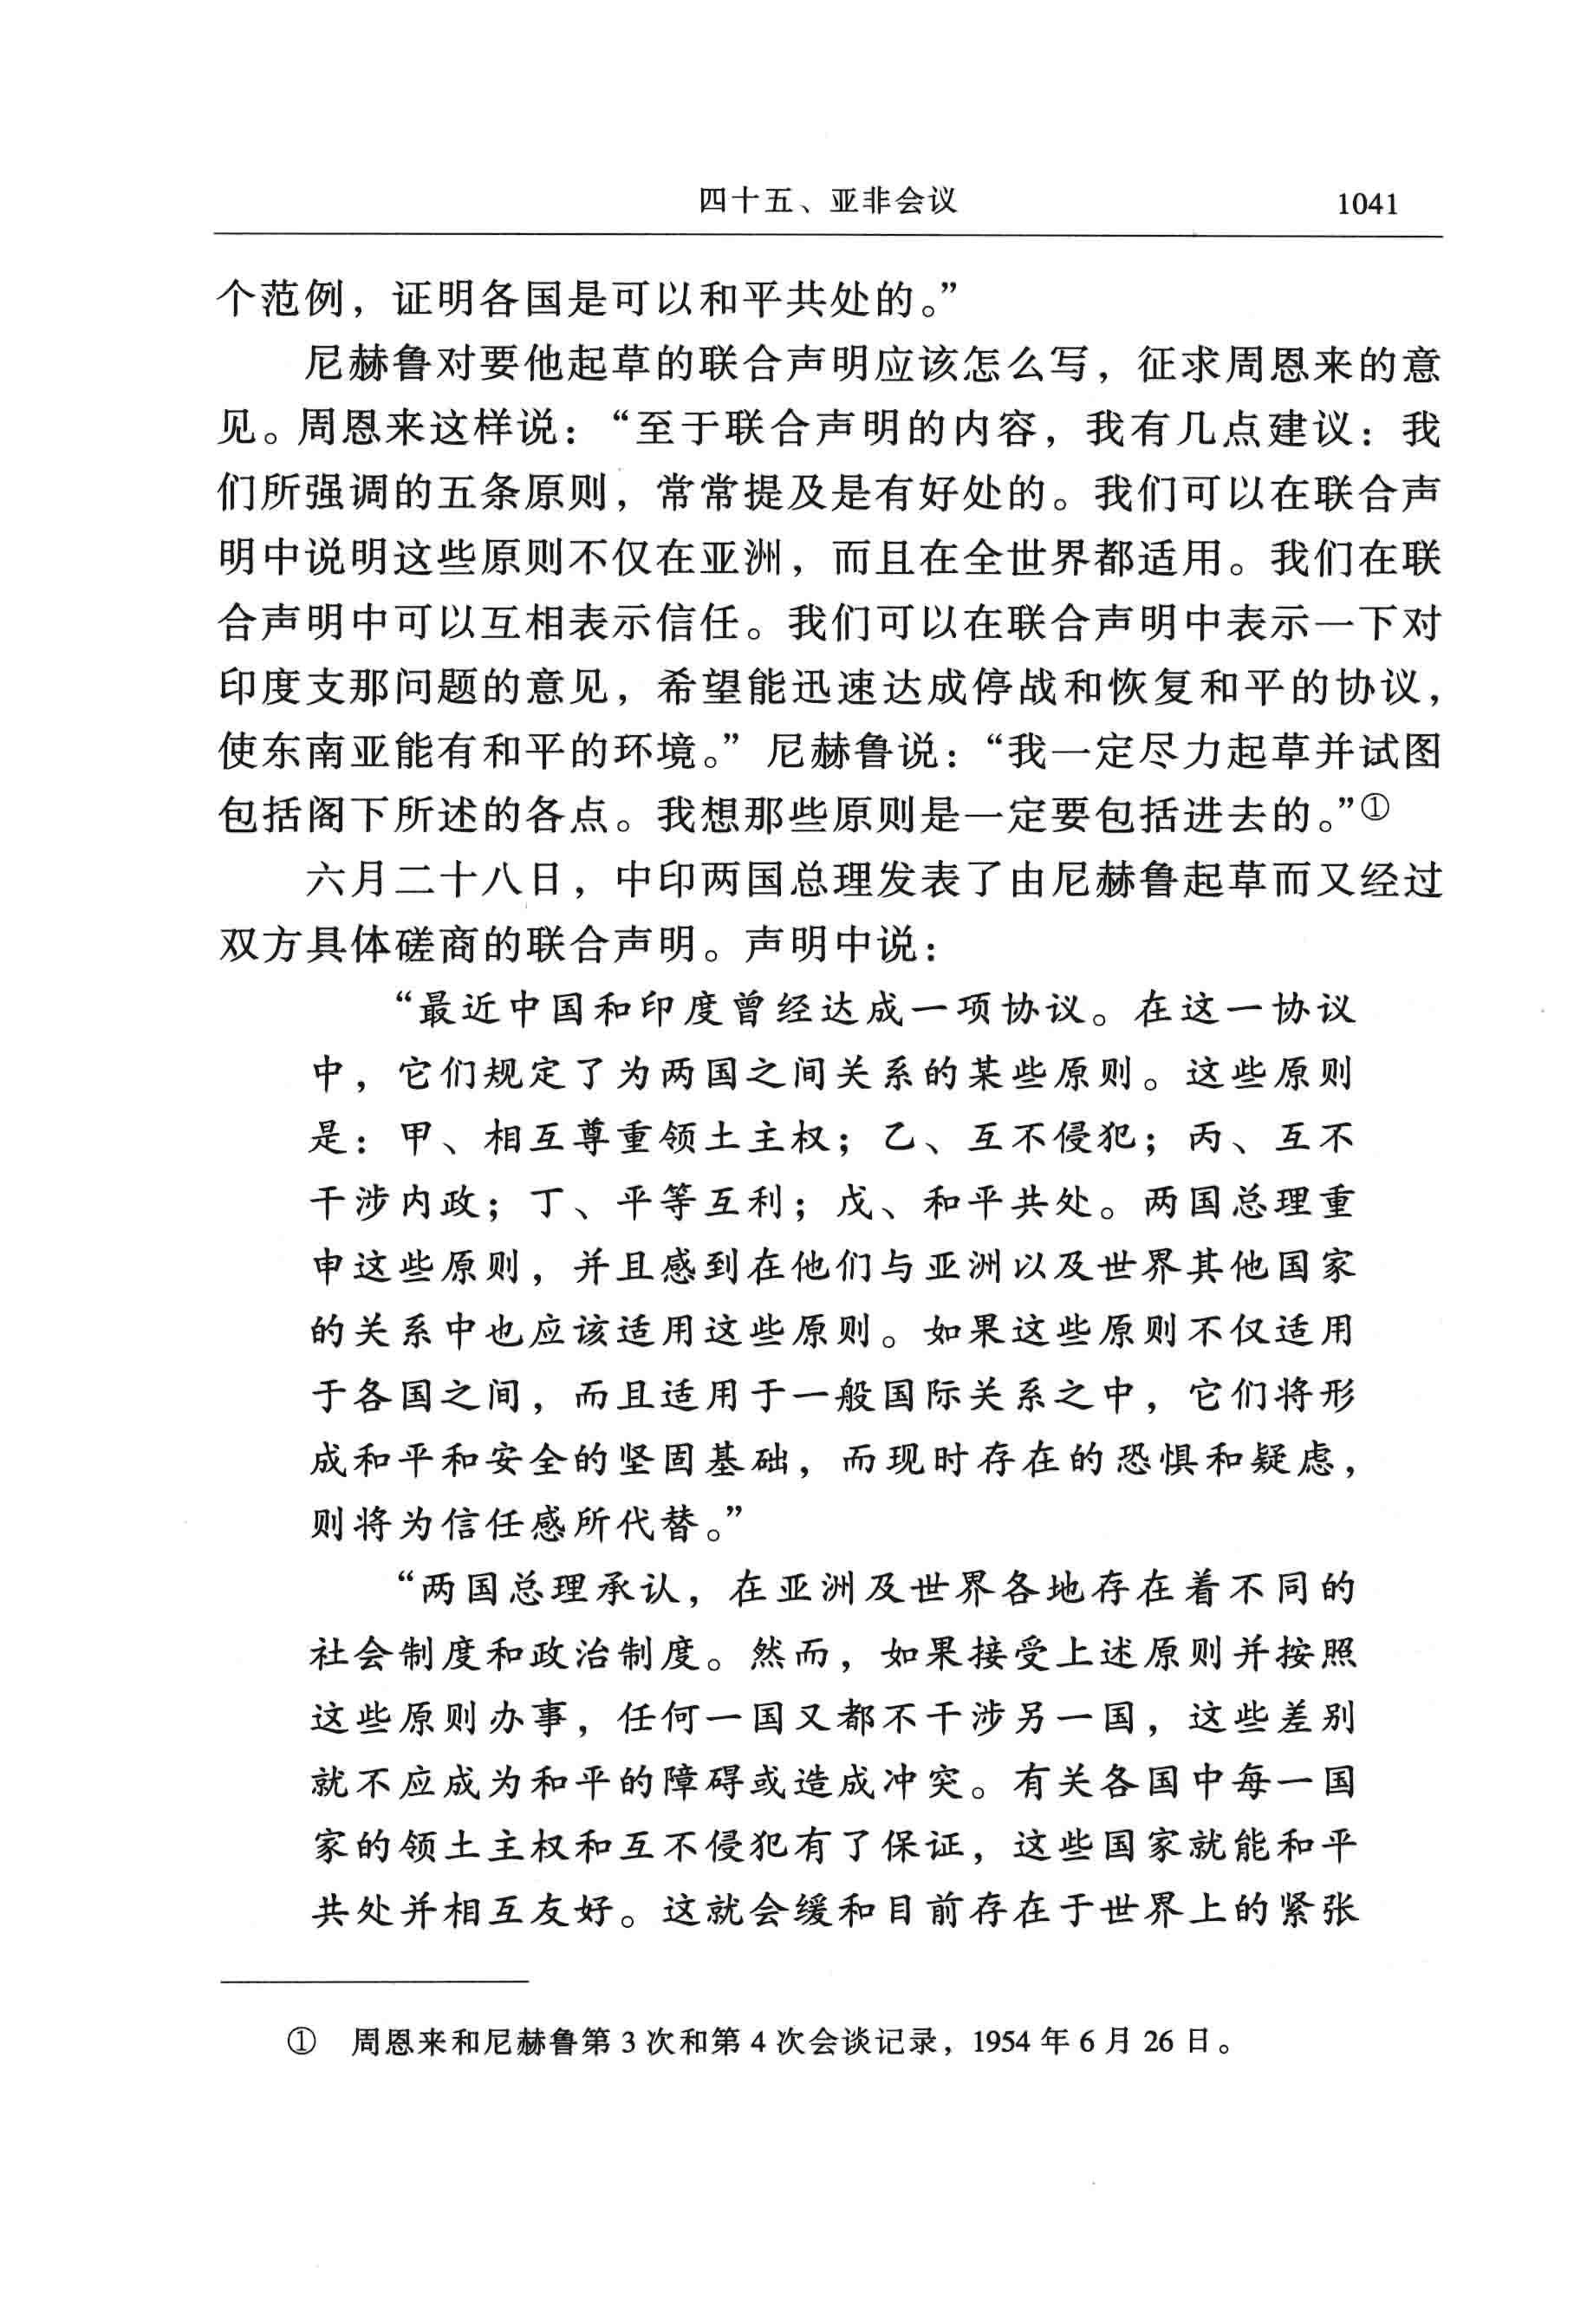 四十五、亚非会议 1041
个范例，证明各国是可以和平共处的。”
尼赫鲁对要他起草的联合声明应该怎么写，征求周恩来的意
见。周恩来这样说：“至于联合声明的内容，我有几点建议：我
们所强调的五条原则，常常提及是有好处的。我们可以在联合声
明中说明这些原则不仅在亚洲，而且在全世界都适用。我们在联
合声明中可以互相表示信任。我们可以在联合声明中表示一下对
印度支那问题的意见，希望能迅速达成停战和恢复和平的协议，
使东南亚能有和平的环境。”尼赫鲁说：“我一定尽力起草并试图
包括阁下所述的各点。我想那些原则是一定要包括进去的。”①
六月二十八日，中印两国总理发表了由尼赫鲁起草而又经过
双方具体磋商的联合声明。声明中说：
“最近中国和印度曾经达成一项协议。在这一协议
中，它们规定了为两国之间关系的某些原则。这些原则
是：甲、相互尊重领土主权；乙、互不侵犯；丙、互不
干涉内政；丁、平等互利；戊、和平共处。两国总理重
申这些原则，并且感到在他们与亚洲以及世界其他国家
的关系中也应该适用这些原则。如果这些原则不仅适用
于各国之间，而且适用于一般国际关系之中，它们将形
成和平和安全的坚固基础，而现时存在的恐惧和疑虑，
则将为信任感所代替。”
“两国总理承认，在亚洲及世界各地存在着不同的
社会制度和政治制度。然而，如果接受上述原则并按照
这些原则办事，任何一国又都不干涉另一国，这些差别
就不应成为和平的障碍或造成冲突。有关各国中每一国
家的领土主权和互不侵犯有了保证，这些国家就能和平
共处并相互友好。这就会缓和目前存在于世界上的紧张
① 周恩来和尼赫鲁第3次和第4次会谈记录，1954年6月26日。